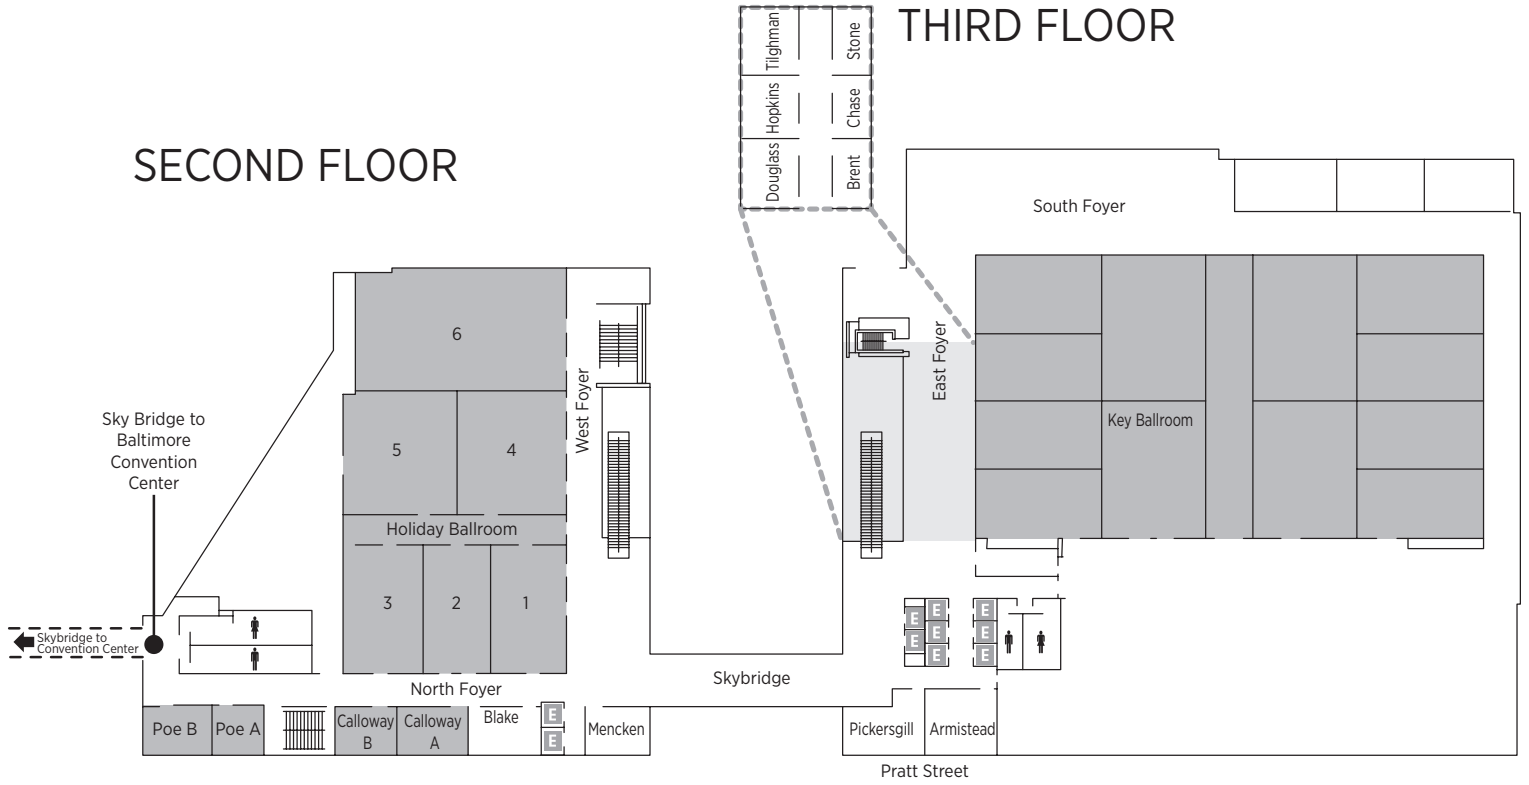 THIRD FLOOR
Tilghman
Stone
Hopkins
Chase
Douglass
Brent
SECOND FLOOR
South Foyer
6
West Foyer
East Foyer
Sky Bridge to
Baltimore
Convention
Center
5
4
Key Ballroom
Holiday Ballroom
3
2
1
E
E
E
E
E
E
E
E
Skybridge to
Convention Center
North Foyer
Skybridge
Poe B
Poe A
Calloway
B
Calloway
A
Blake
E
E
Mencken
Pickersgill
Armistead
Pratt Street